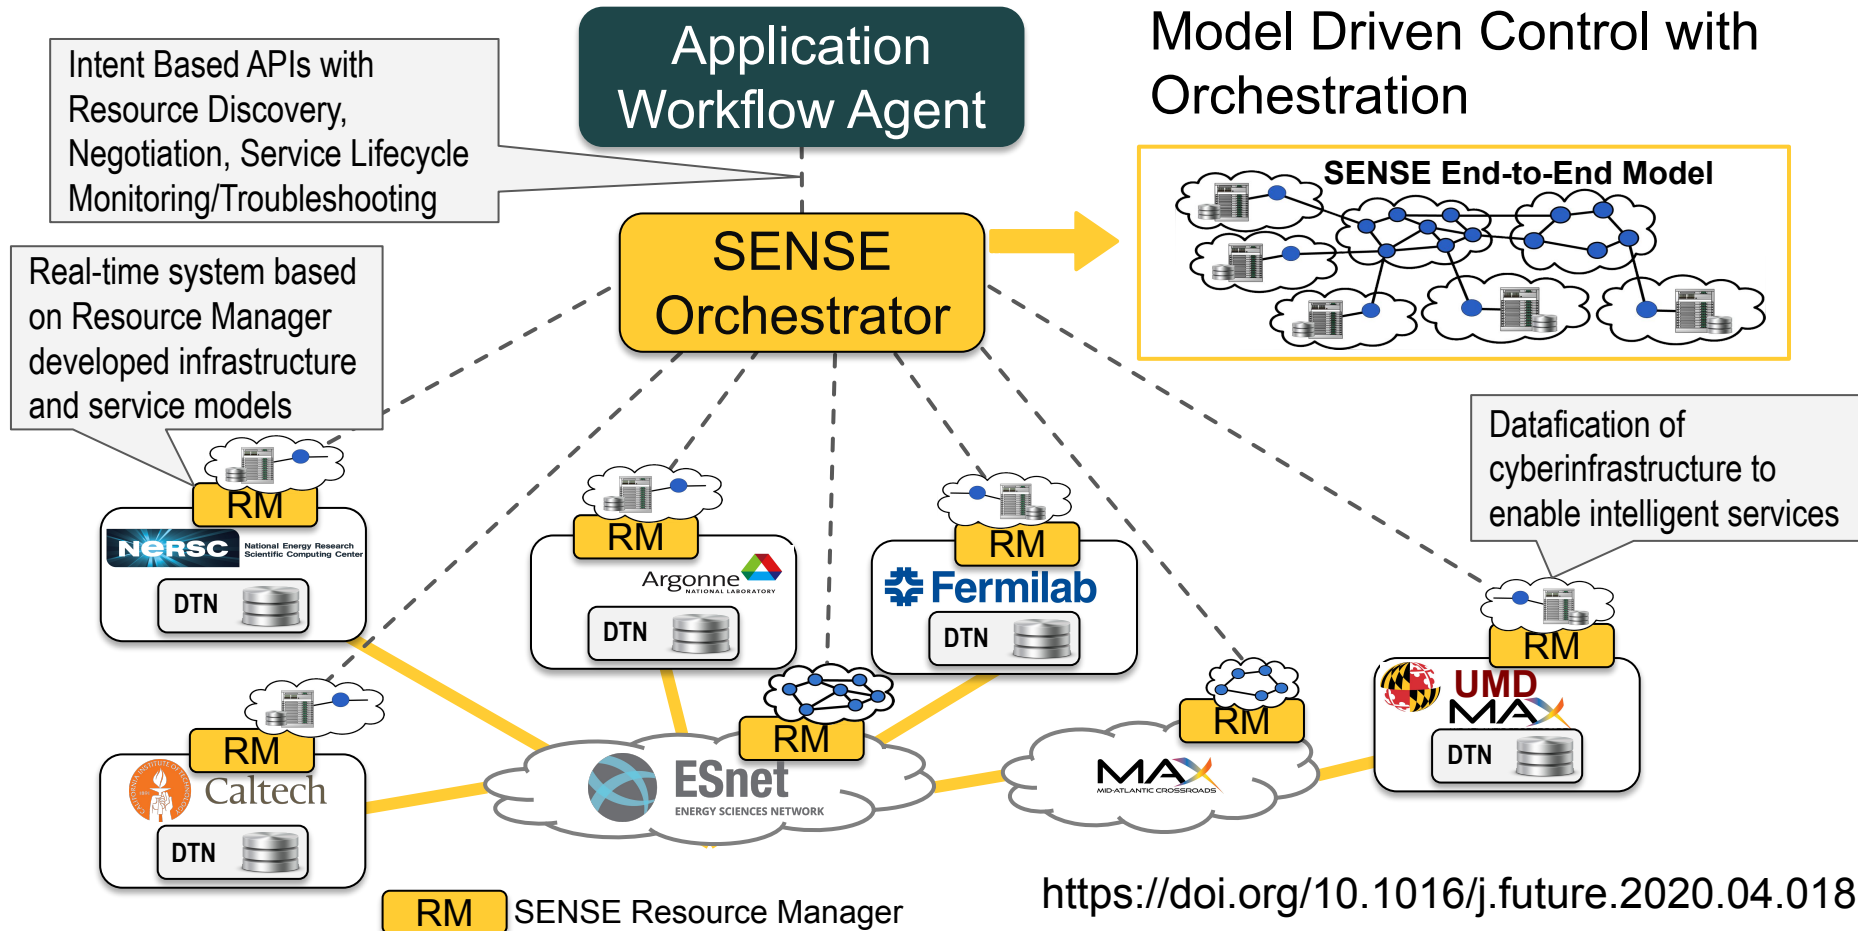 Application
Workflow Agent
Model Driven Control with
Orchestration
Intent Based APIs with
Resource Discovery,
Negotiation, Service Lifecycle
Monitoring/Troubleshooting
SENSE End-to-End Model
SENSE
Orchestrator
Real-time system based
on Resource Manager
developed infrastructure
and service models
Datafication of
cyberinfrastructure to
enable intelligent services
RM
NERSC
National Energy Research
Scientific Computing Center
DTN
RM
Argonne
NATIONAL LABORATORY
DTN
RM
Fermilab
DTN
RM
UMD
MAX
DTN
RM
Caltech
DTN
RM
ESnet
ENERGY SCIENCES NETWORK
RM
MAX
MID-ATLANTIC CROSSROADS
RM
SENSE Resource Manager
https://doi.org/10.1016/j.future.2020.04.018